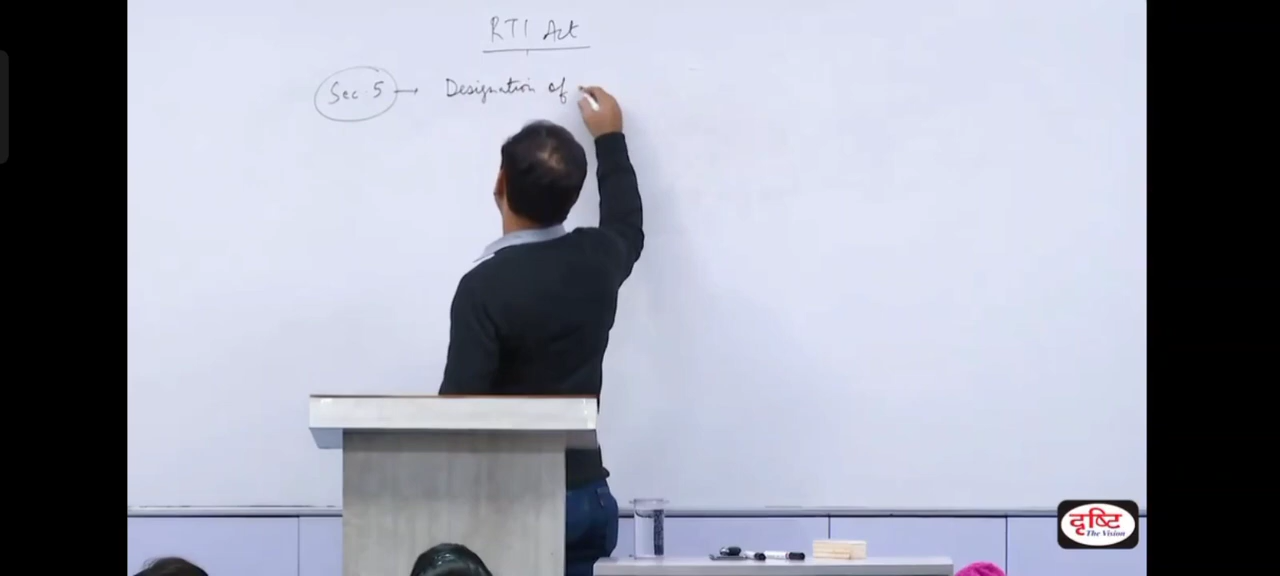 RTI Act
Sec. 5 → Designation of
दृष्टि
The Vision